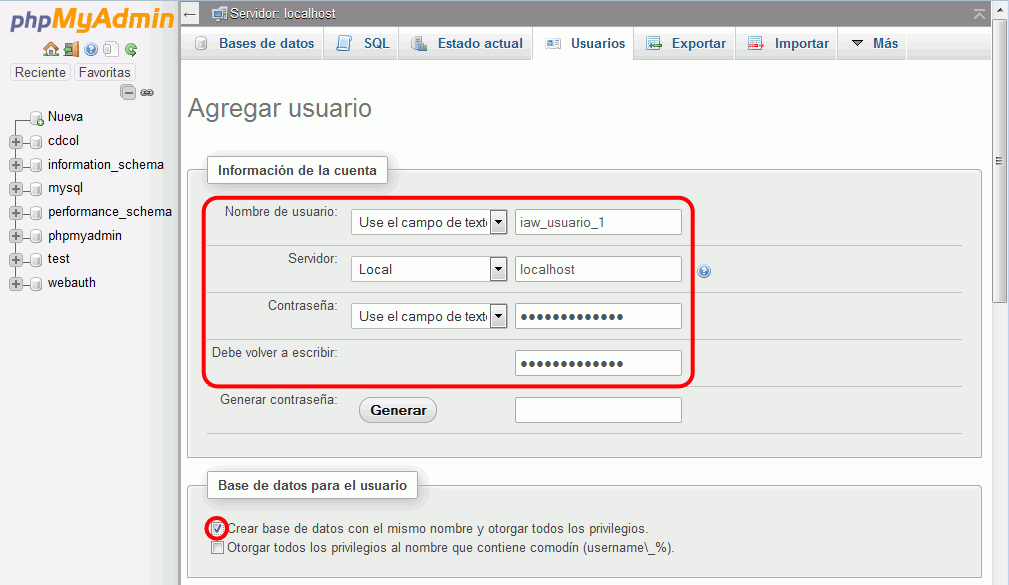 phpMyAdmin
Reciente Favoritas
Nueva
cdcol
information_schema
mysql
performance_schema
phpmyadmin
test
webauth
Servidor: localhost
Bases de datos SQL Estado actual Usuarios Exportar Importar Más
Agregar usuario
Información de la cuenta
Nombre de usuario: Use el campo de texto iaw_usuario_1
Servidor: Local localhost
Contraseña: Use el campo de texto •••••••••••••
Debe volver a escribir: •••••••••••••
Generar contraseña: Generar
Base de datos para el usuario
Crear base de datos con el mismo nombre y otorgar todos los privilegios.
Otorgar todos los privilegios al nombre que contiene comodín (username\_%).